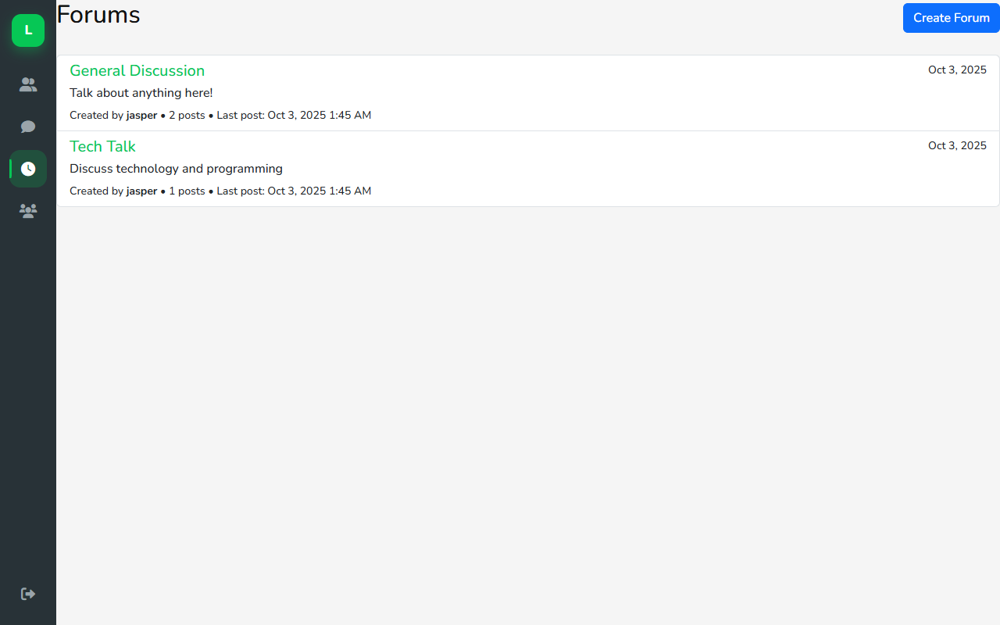 L
Forums
Create Forum
General Discussion
Oct 3, 2025
Talk about anything here!
Created by jasper • 2 posts • Last post: Oct 3, 2025 1:45 AM
Tech Talk
Oct 3, 2025
Discuss technology and programming
Created by jasper • 1 posts • Last post: Oct 3, 2025 1:45 AM